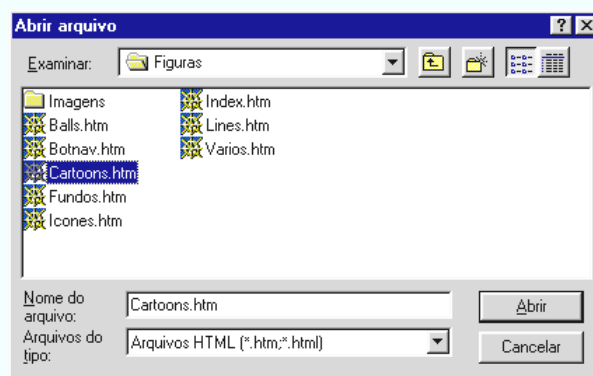 Abrir arquivo
Examinar: Figuras
Imagens Index.htm
Balls.htm Lines.htm
Botnav.htm Varios.htm
Cartoons.htm
Fundos.htm
Icones.htm
Nome do arquivo: Cartoons.htm Abrir
Arquivos do tipo: Arquivos HTML (*.htm;*.html) Cancelar